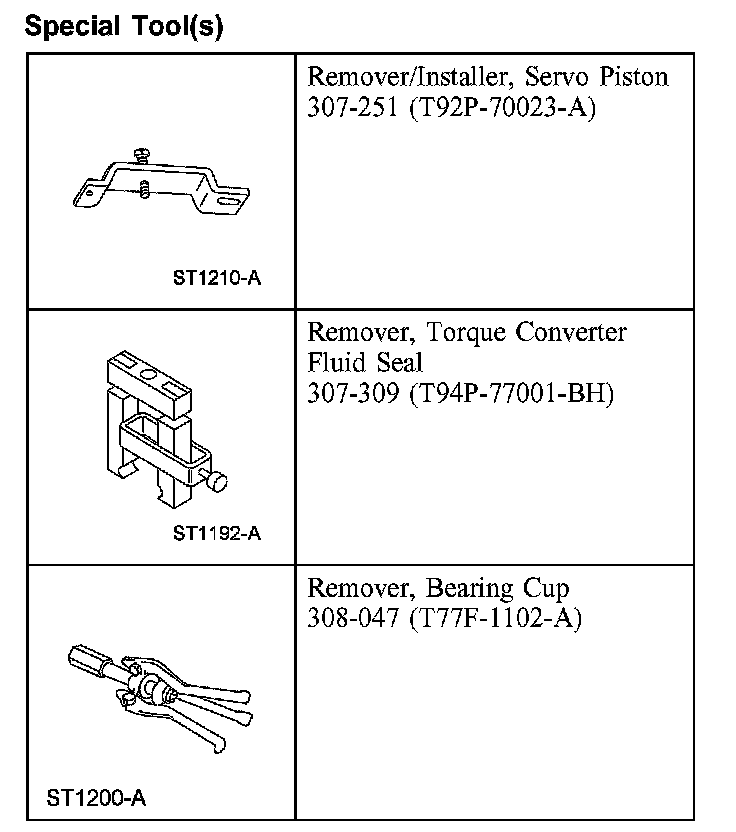 Special Tool(s)
Remover/Installer, Servo Piston
307-251 (T92P-70023-A)
ST1210-A
Remover, Torque Converter
Fluid Seal
307-309 (T94P-77001-BH)
ST1192-A
Remover, Bearing Cup
308-047 (T77F-1102-A)
ST1200-A